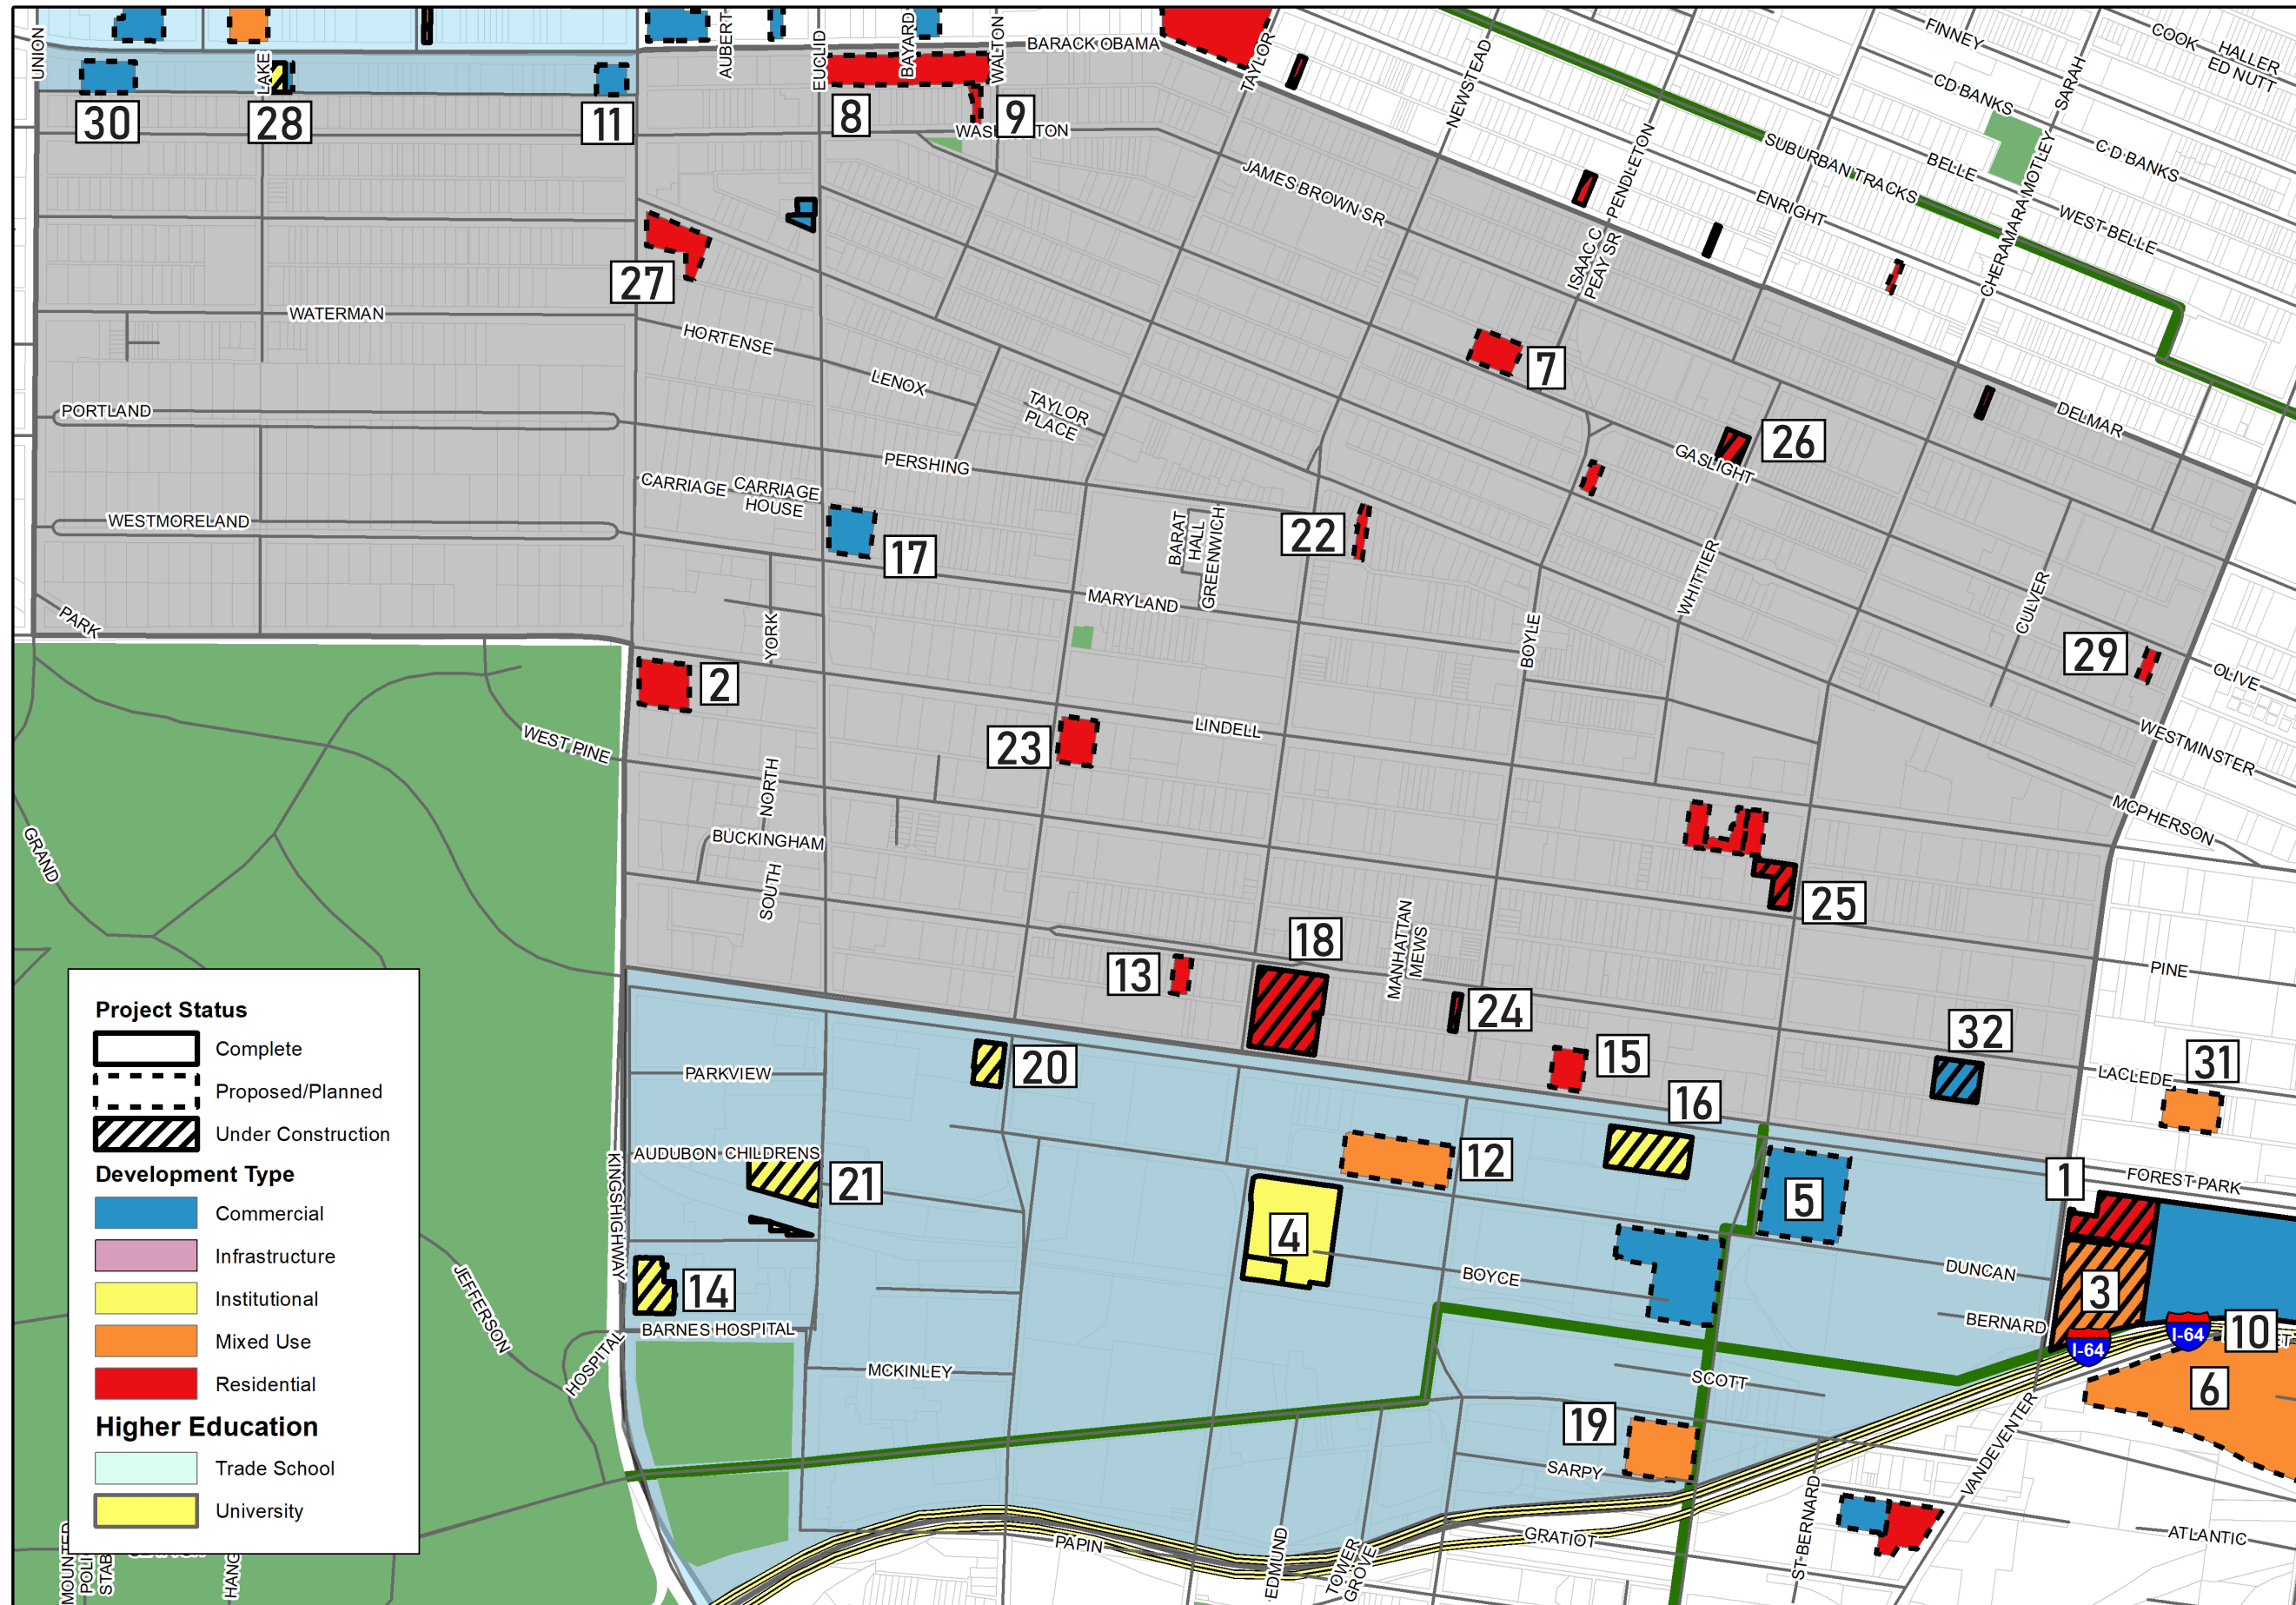 UNION
LAKE
AUBERT
EUCLID
BAYARD
WALTON
BARACK OBAMA
TAYLOR
NEWSTEAD
FINNEY
COOK
HALLER
ED NUTT
CD BANKS
SARAH
30
28
11
8
9
WASHINGTON
JAMES BROWN SR
PENDLETON
SUBURBAN TRACKS
BELLE
C D BANKS
CHERAMARAMOTLEY
ENRIGHT
WEST BELLE
ISAAC C
PEAY SR
27
WATERMAN
HORTENSE
LENOX
TAYLOR
PLACE
7
PORTLAND
PERSHING
26
GASLIGHT
DELMAR
CARRIAGE
CARRIAGE
HOUSE
WESTMORELAND
17
BARAT
HALL
GREENWICH
22
MARYLAND
WHITTIER
CULVER
PARK
YORK
BOYLE
29
OLIVE
2
WEST PINE
23
LINDELL
WESTMINSTER
NORTH
BUCKINGHAM
SOUTH
GRAND
MCPHERSON
25
MANHATTAN
MEWS
18
13
24
PINE
15
32
31
LACLEDE
16
PARKVIEW
20
AUDUBON
CHILDRENS
21
12
5
1
FOREST PARK
KINGSHIGHWAY
4
14
BOYCE
DUNCAN
3
BERNARD
BARNES HOSPITAL
I-64
I-64
10
JEFFERSON
HOSPITAL
MCKINLEY
SCOTT
6
19
SARPY
VANDEVENTER
PAPIN
EDMUND
TOWER
GROVE
GRATIOT
ST BERNARD
ATLANTIC
Project Status
Complete
Proposed/Planned
Under Construction
Development Type
Commercial
Infrastructure
Institutional
Mixed Use
Residential
Higher Education
Trade School
University
MOUNTED
POLI
STAB
HANG